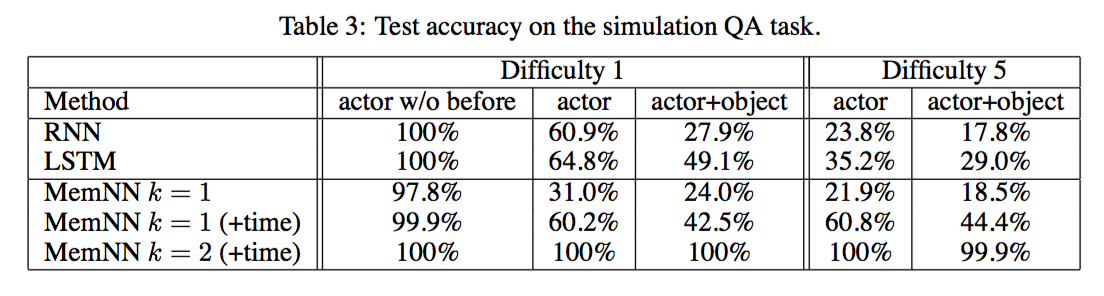 Table 3: Test accuracy on the simulation QA task.
Difficulty 1 Difficulty 5
Method actor w/o before actor actor+object actor actor+object
RNN 100% 60.9% 27.9% 23.8% 17.8%
LSTM 100% 64.8% 49.1% 35.2% 29.0%
MemNN k = 1 97.8% 31.0% 24.0% 21.9% 18.5%
MemNN k = 1 (+time) 99.9% 60.2% 42.5% 60.8% 44.4%
MemNN k = 2 (+time) 100% 100% 100% 100% 99.9%